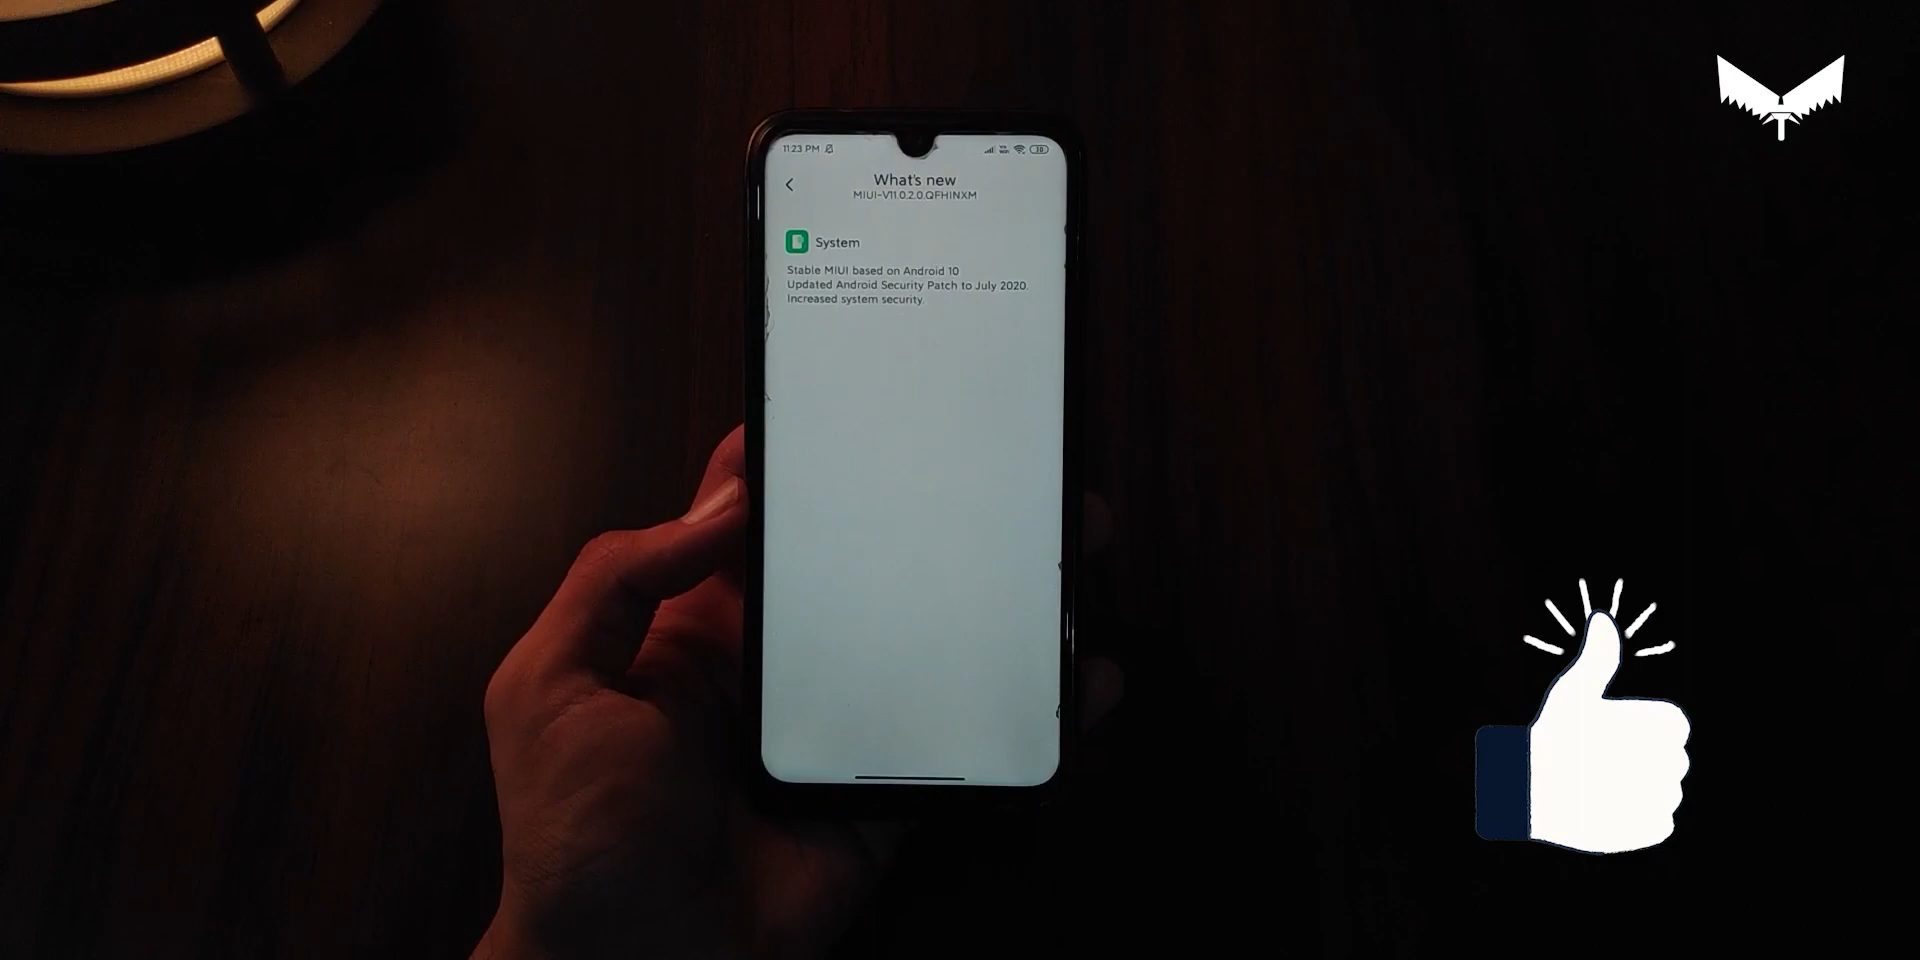 11:23 PM
What's new
MIUI-V11.0.2.0.QFHINXM
System
Stable MIUI based on Android 10
Updated Android Security Patch to July 2020.
Increased system security.